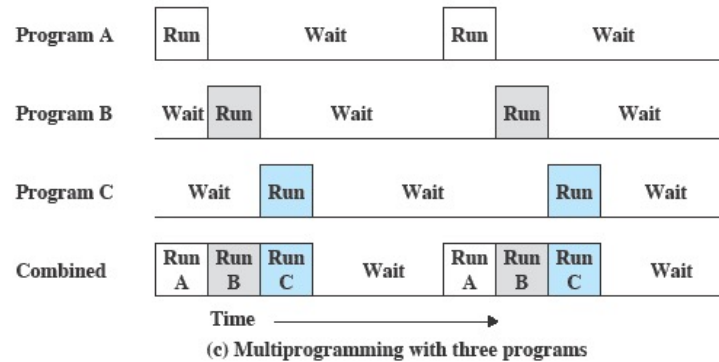 Program A Run Wait Run Wait
Program B Wait Run Wait Run Wait
Program C Wait Run Wait Run Wait
Combined Run A Run B Run C Wait Run A Run B Run C Wait
Time
(c) Multiprogramming with three programs